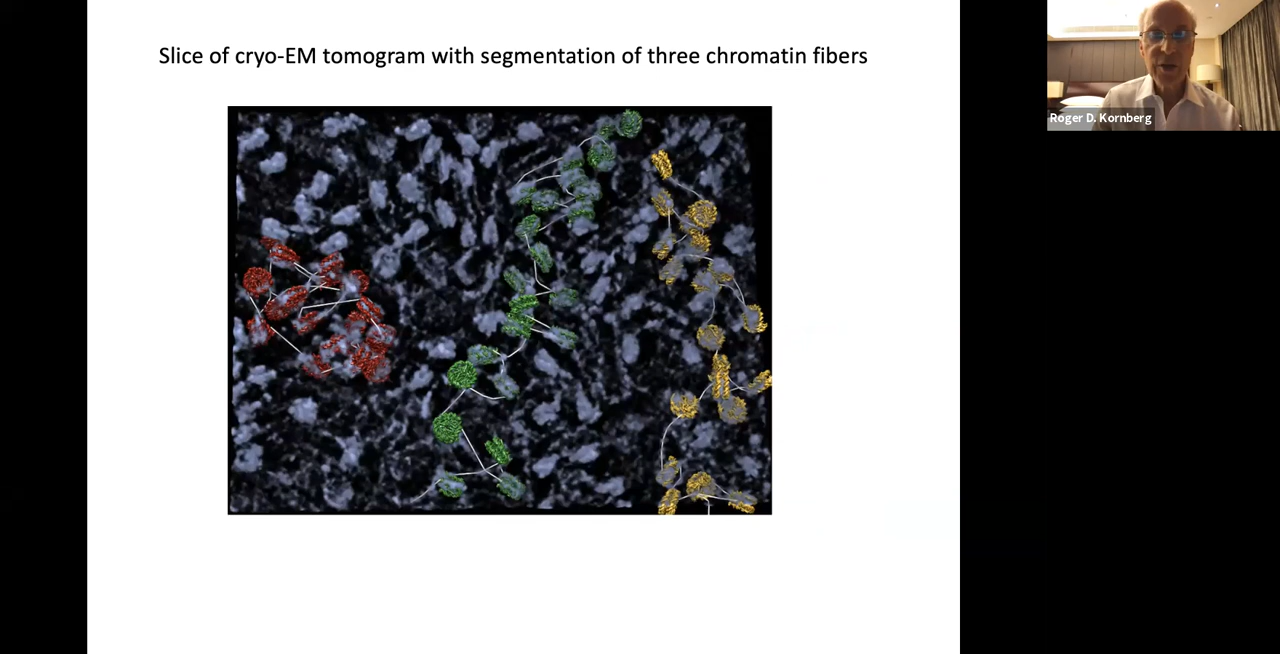 Slice of cryo-EM tomogram with segmentation of three chromatin fibers
Roger D. Kornberg